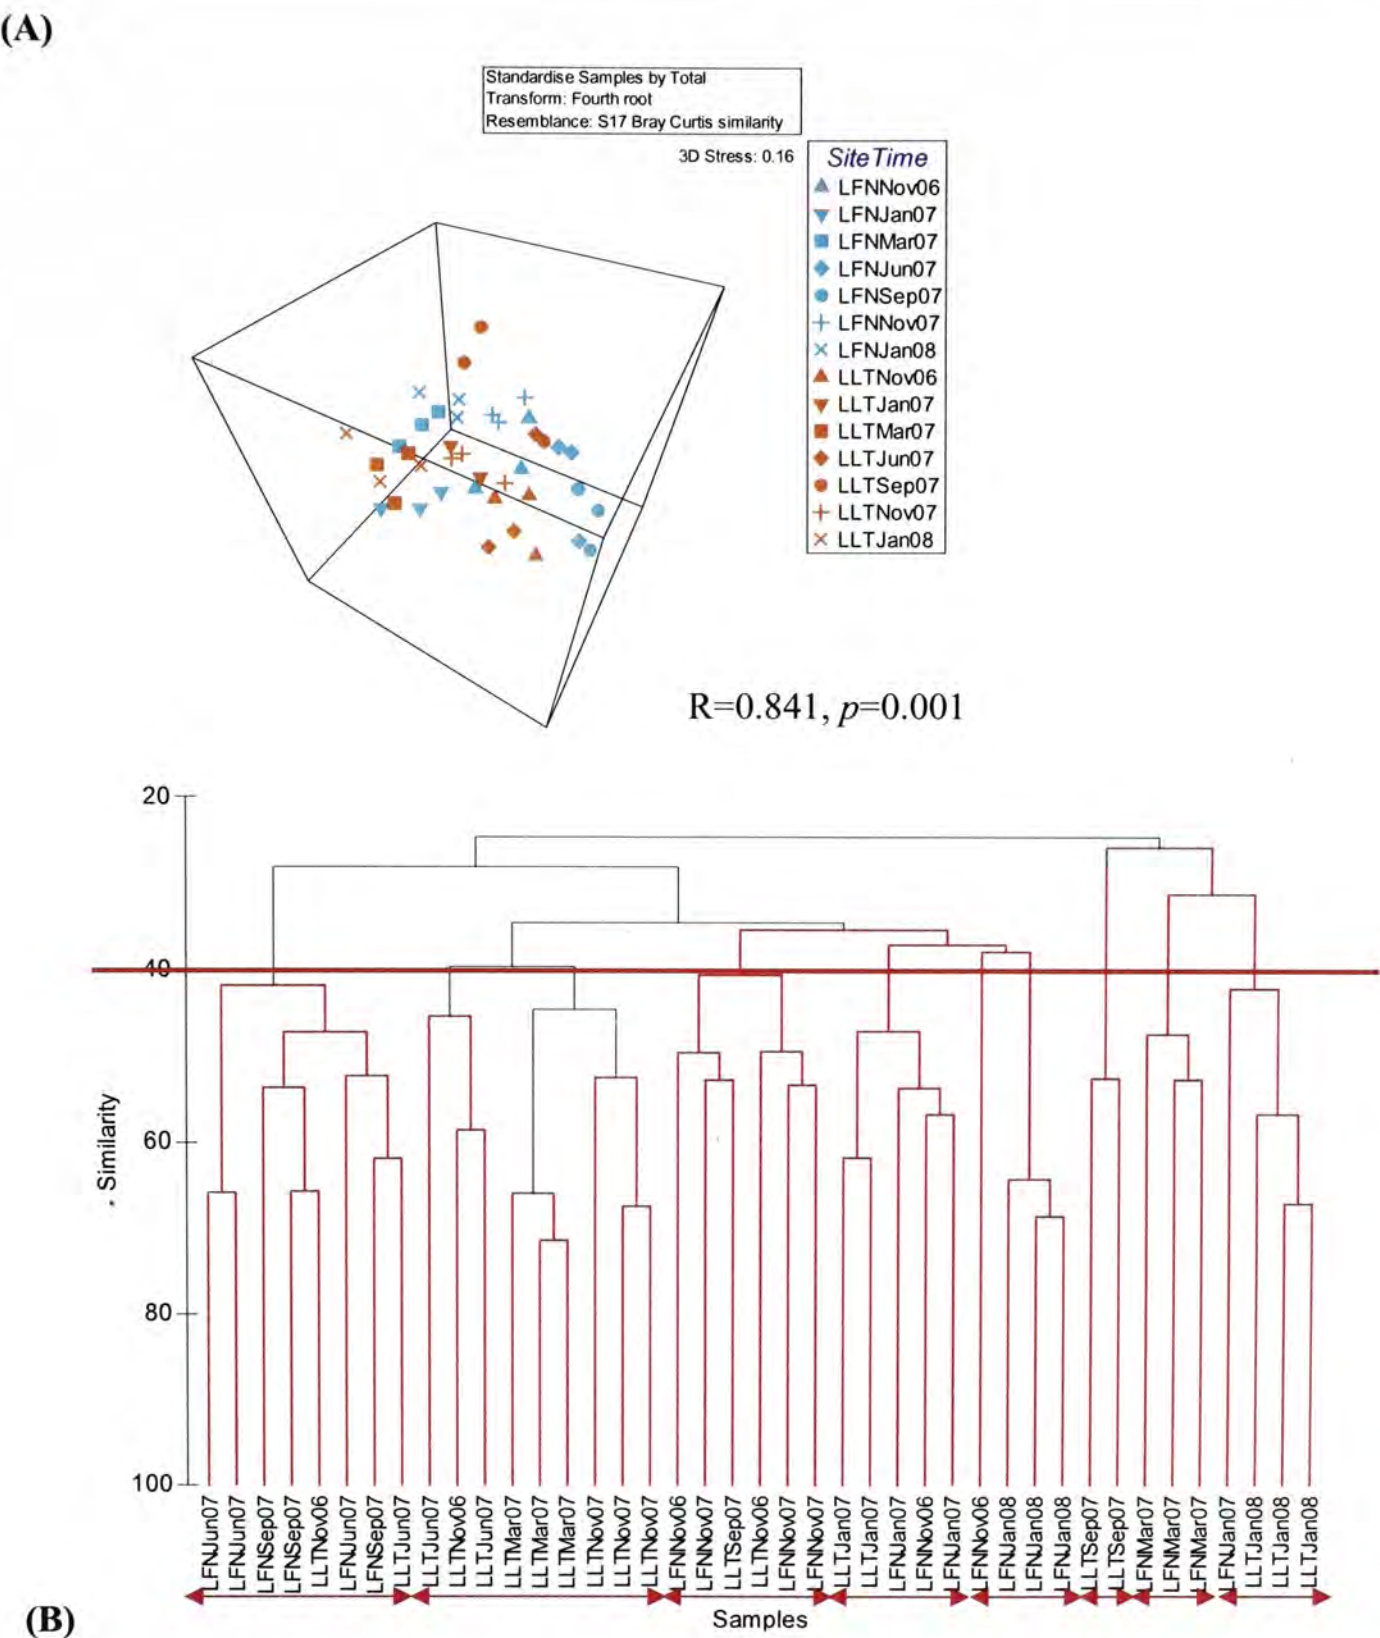 (A)
Standardise Samples by Total
Transform: Fourth root
Resemblance: S17 Bray Curtis similarity
3D Stress: 0.16
SiteTime
LFNNov06
LFNJan07
LFNMar07
LFNJun07
LFNSep07
LFNNov07
LFNJan08
LLTNov06
LLTJan07
LLTMar07
LLTJun07
LLTSep07
LLTNov07
LLTJan08
R=0.841, p=0.001
20
40
60
80
100
Similarity
LFNJun07
LFNJun07
LFNSep07
LFNSep07
LLTNov06
LFNJun07
LFNSep07
LLTJun07
LLTJun07
LLTNov06
LLTJun07
LLTMar07
LLTMar07
LLTMar07
LLTNov07
LLTNov07
LLTNov07
LFNNov06
LFNNov07
LLTSep07
LLTNov06
LFNNov07
LFNNov07
LLTJan07
LLTJan07
LFNJan07
LFNJan07
LFNNov06
LFNJan08
LFNJan08
LFNJan08
LLTSep07
LLTSep07
LFNMar07
LFNMar07
LFNMar07
LFNJan07
LLTJan08
LLTJan08
LLTJan08
Samples
(B)